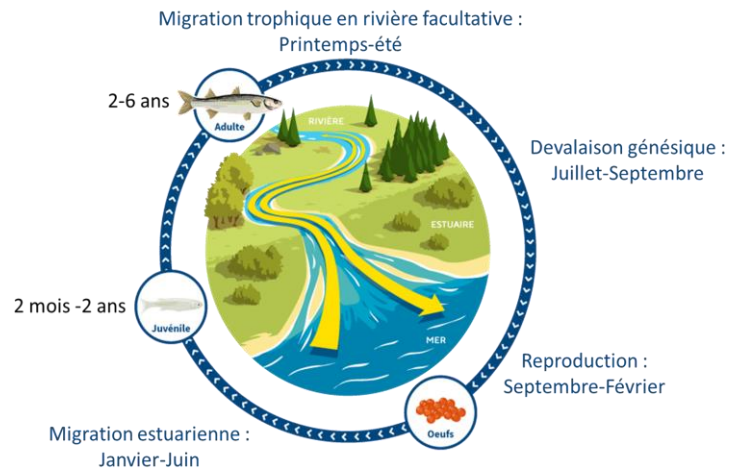 Migration trophique en rivière facultative :
Printemps-été
2-6 ans
Adulte
RIVIÈRE
Devalaison génésique :
Juillet-Septembre
ESTUAIRE
2 mois -2 ans
Juvénile
MER
Reproduction :
Septembre-Février
Oeufs
Migration estuarienne :
Janvier-Juin